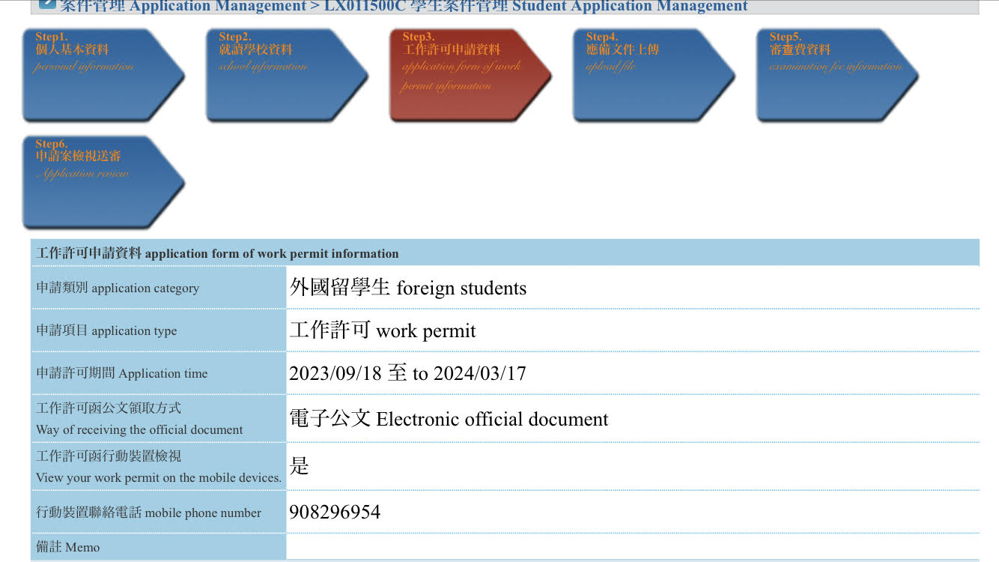 案件管理 Application Management > LX011500C 學生案件管理 Student Application Management
Step1.
個人基本資料
personal information
Step2.
就讀學校資料
school information
Step3.
工作許可申請資料
application form of work
permit information
Step4.
應備文件上傳
upload file
Step5.
審查費資料
examination fee information
Step6.
申請案檢視送審
Application review
工作許可申請資料 application form of work permit information
申請類別 application category
外國留學生 foreign students
申請項目 application type
工作許可 work permit
申請許可期間 Application time
2023/09/18 至 to 2024/03/17
工作許可函公文領取方式
Way of receiving the official document
電子公文 Electronic official document
工作許可函行動裝置檢視
View your work permit on the mobile devices.
是
行動裝置聯絡電話 mobile phone number
908296954
備註 Memo